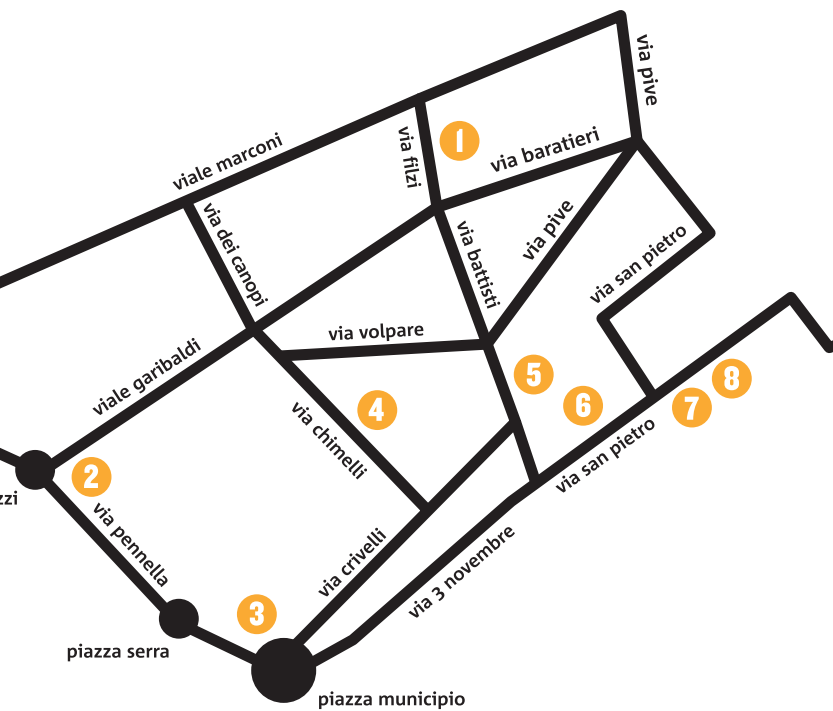 via pive
viale marconi
via filzi
1
via baratieri
via dei canopi
via battisti
via pive
via san pietro
via volpare
viale garibaldi
5
8
4
6
7
via chimelli
2
zzi
via san pietro
via pennella
via crivelli
via 3 novembre
3
piazza serra
piazza municipio